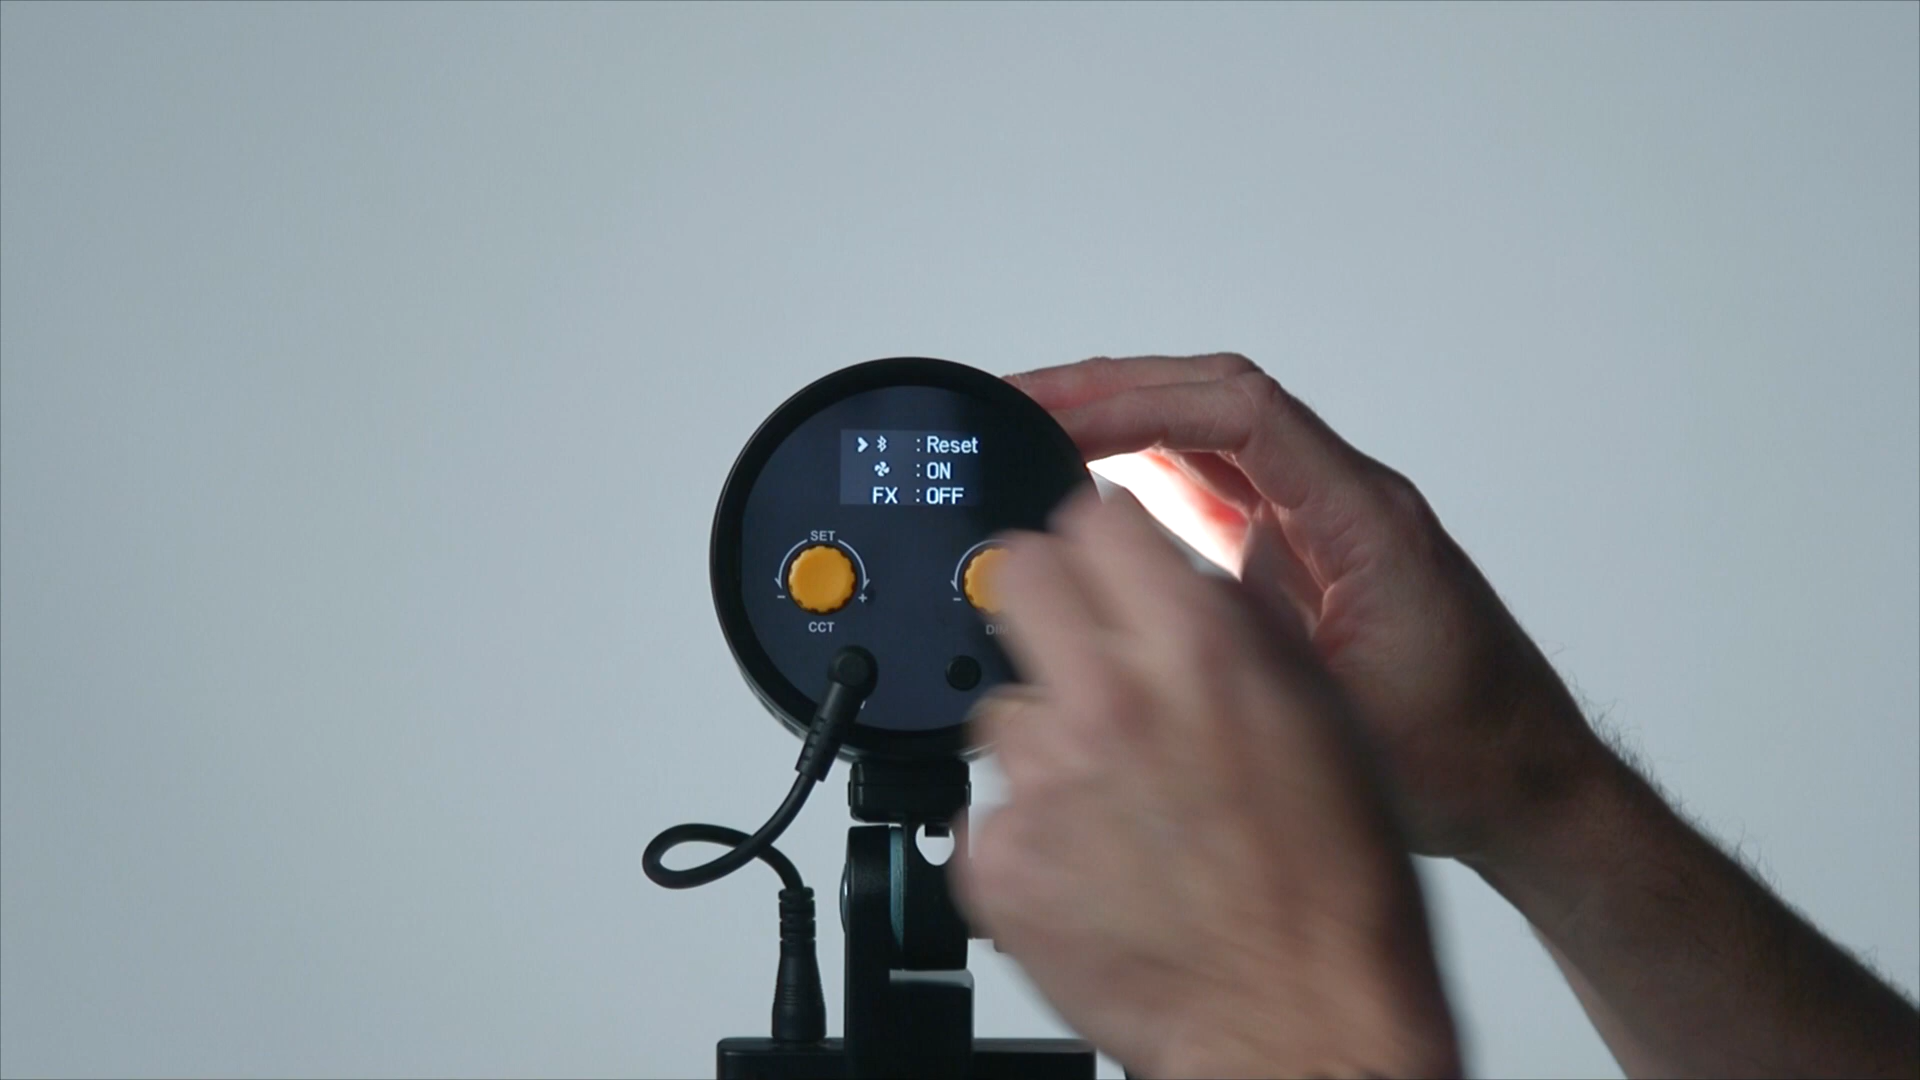 : Reset
: ON
FX : OFF
SET
- +
-
CCT